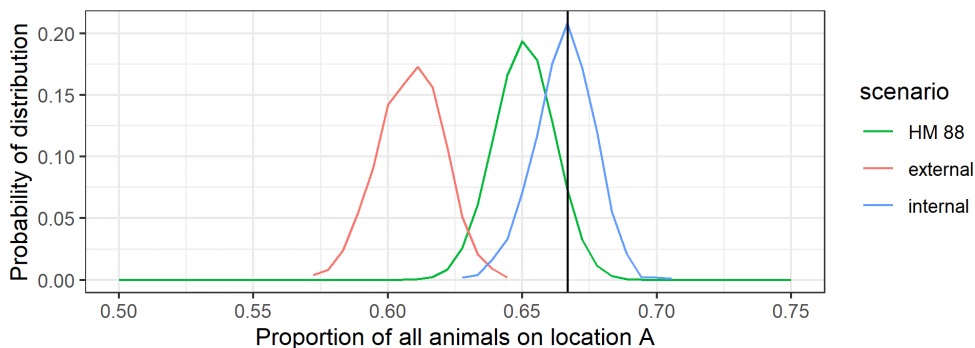 0.20
0.15
0.10
0.05
0.00
Probability of distribution
0.50 0.55 0.60 0.65 0.70 0.75
Proportion of all animals on location A
scenario
HM 88
external
internal